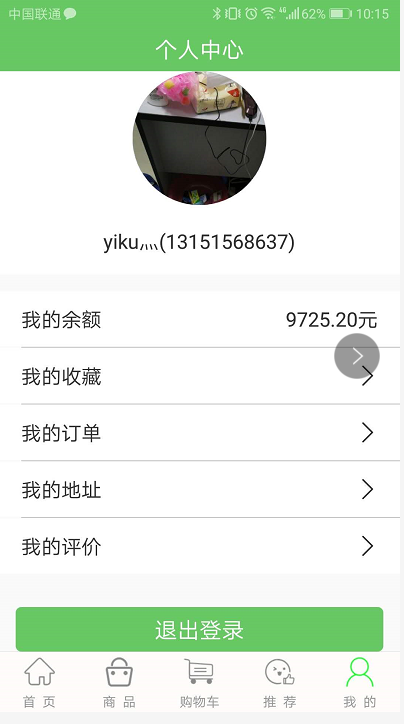 中国联通 4G 62% 10:15
个人中心
yiku灬(13151568637)
我的余额 9725.20元
我的收藏
我的订单
我的地址
我的评价
退出登录
首页 商品 购物车 推荐 我的